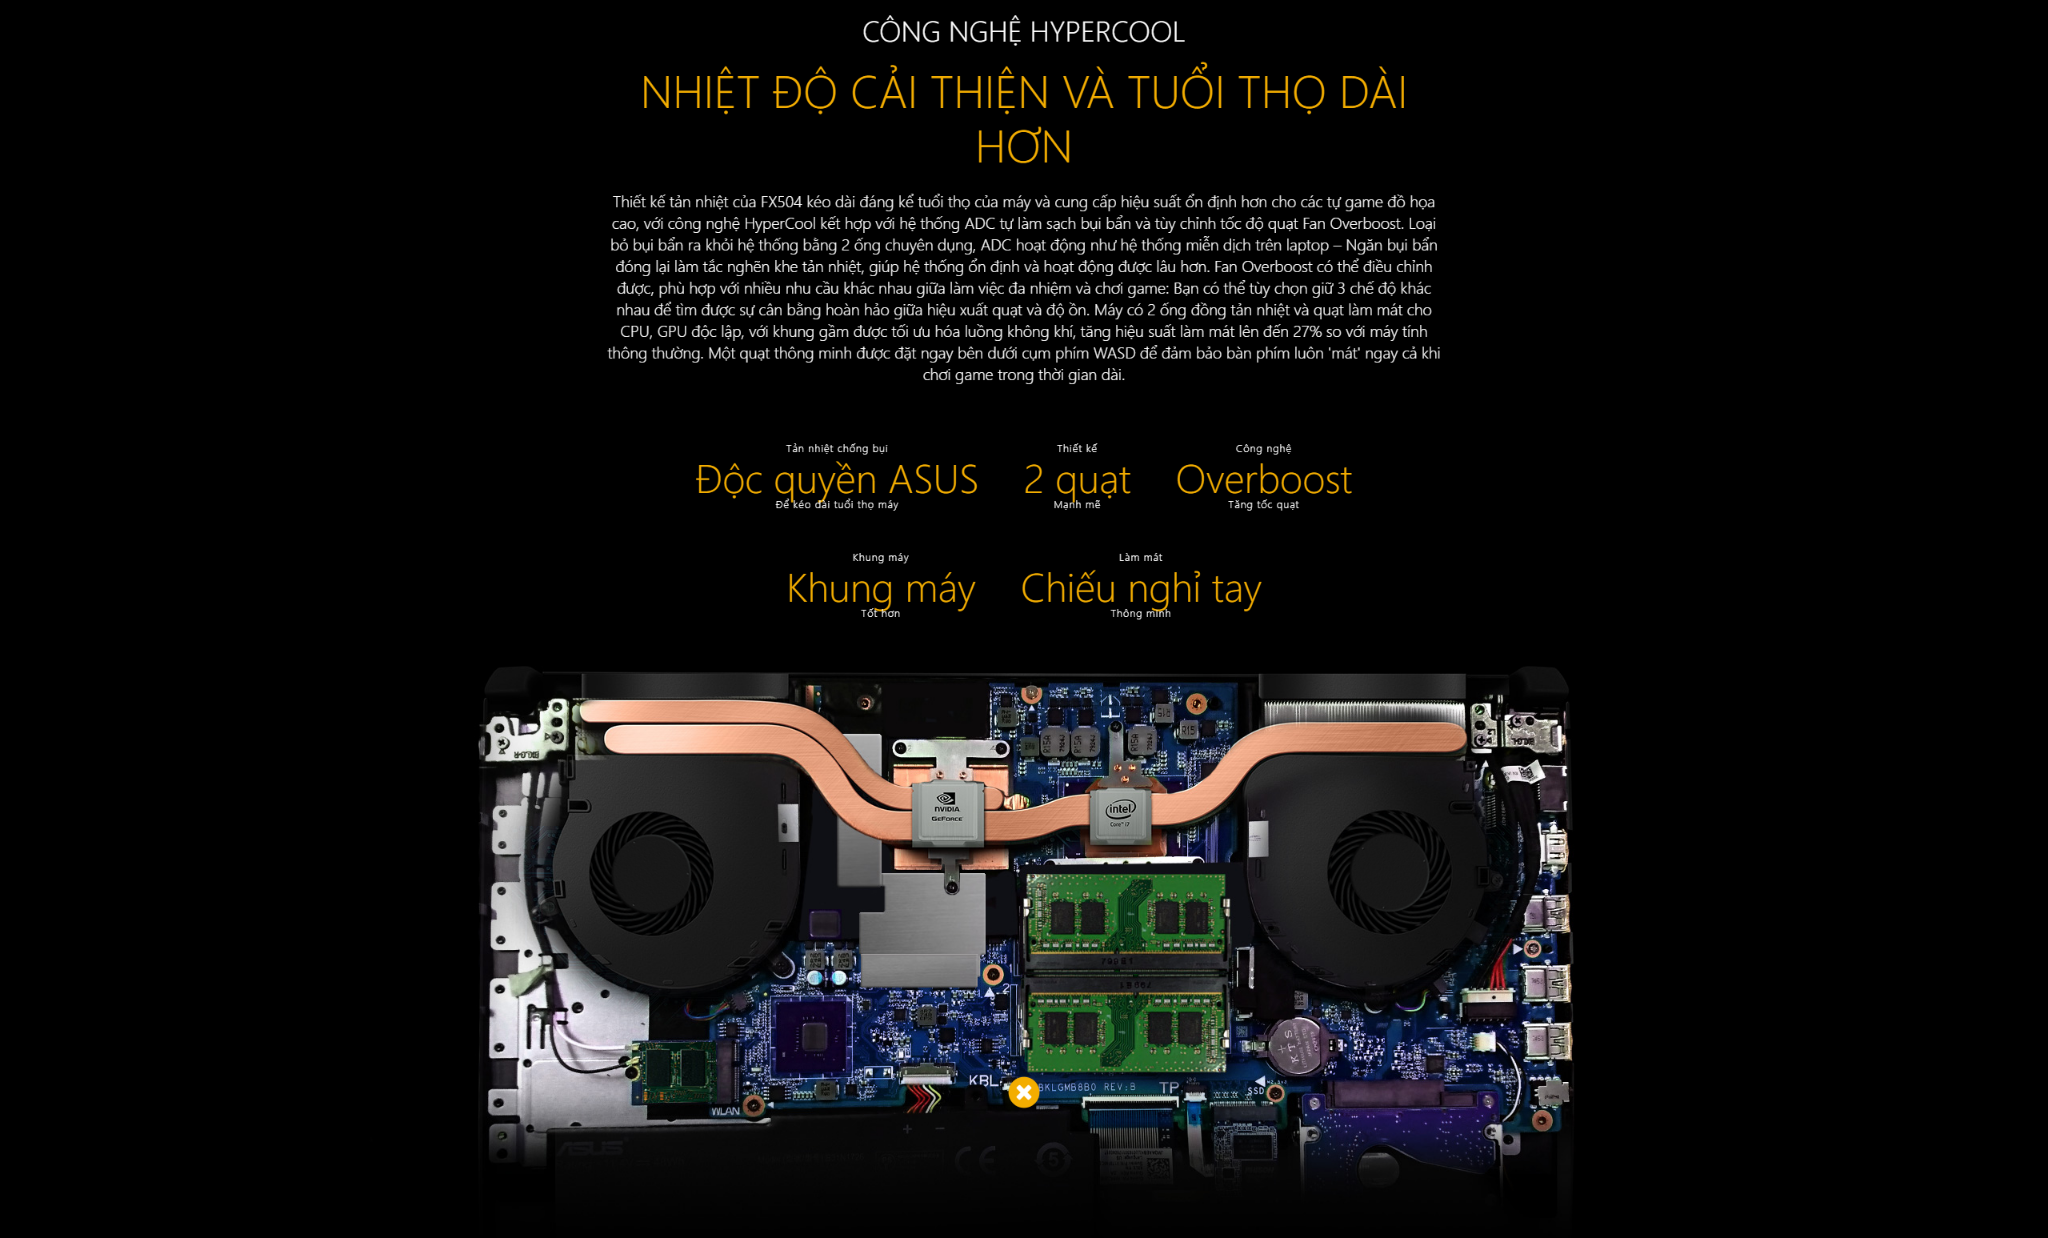 CÔNG NGHỆ HYPERCOOL
NHIỆT ĐỘ CẢI THIỆN VÀ TUỔI THỌ DÀI
HƠN
Thiết kế tản nhiệt của FX504 kéo dài đáng kể tuổi thọ của máy và cung cấp hiệu suất ổn định hơn cho các tự game đồ họa
cao, với công nghệ HyperCool kết hợp với hệ thống ADC tự làm sạch bụi bẩn và tùy chỉnh tốc độ quạt Fan Overboost. Loại
bỏ bụi bẩn ra khỏi hệ thống bằng 2 ống chuyên dụng, ADC hoạt động như hệ thống miễn dịch trên laptop – Ngăn bụi bẩn
đóng lại làm tắc nghẽn khe tản nhiệt, giúp hệ thống ổn định và hoạt động được lâu hơn. Fan Overboost có thể điều chỉnh
được, phù hợp với nhiều nhu cầu khác nhau giữa làm việc đa nhiệm và chơi game: Bạn có thể tùy chọn giữ 3 chế độ khác
nhau để tìm được sự cân bằng hoàn hảo giữa hiệu xuất quạt và độ ồn. Máy có 2 ống đồng tản nhiệt và quạt làm mát cho
CPU, GPU độc lập, với khung gầm được tối ưu hóa luồng không khí, tăng hiệu suất làm mát lên đến 27% so với máy tính
thông thường. Một quạt thông minh được đặt ngay bên dưới cụm phím WASD để đảm bảo bàn phím luôn 'mát' ngay cả khi
chơi game trong thời gian dài.
Tản nhiệt chống bụi
Độc quyền ASUS
Để kéo dài tuổi thọ máy
Thiết kế
2 quạt
Mạnh mẽ
Công nghệ
Overboost
Tăng tốc quạt
Khung máy
Khung máy
Tốt hơn
Làm mát
Chiếu nghỉ tay
Thông minh
NVIDIA
GEFORCE
intel
Core i7
R15
79061
79061
KTS
KBL
BKLGMB8B0 REV:B
TP
SSD
WLAN
ASUS
CE
5